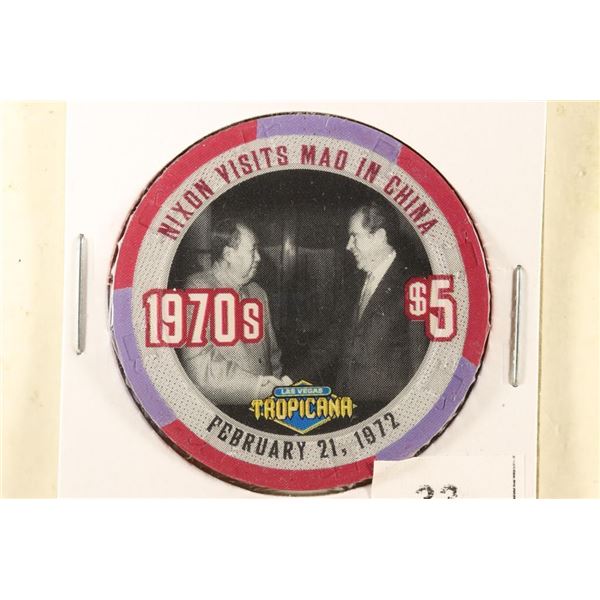 NIXON VISITS MAO IN CHINA
1970s
$5
LAS VEGAS
TROPICANA
FEBRUARY 21, 1972